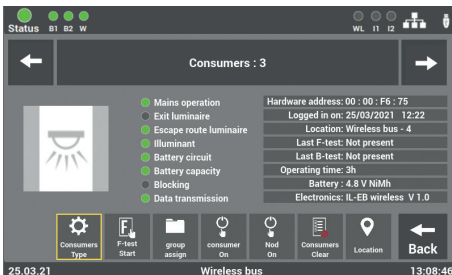 Status B1 B2 W WL I1 I2
Consumers : 3
Mains operation
Exit luminaire
Escape route luminaire
Illuminant
Battery circuit
Battery capacity
Blocking
Data transmission
Hardware address: 00 : 00 : F6 : 75
Logged in on: 25/03/2021 12:22
Location: Wireless bus - 4
Last F-test: Not present
Last B-test: Not present
Operating time: 3h
Battery : 4.8 V NiMh
Electronics: IL-EB wireless V 1.0
Consumers Type
F-test Start
group assign
consumer On
Nod On
Consumers Clear
Location
Back
25.03.21 Wireless bus 13:08:46